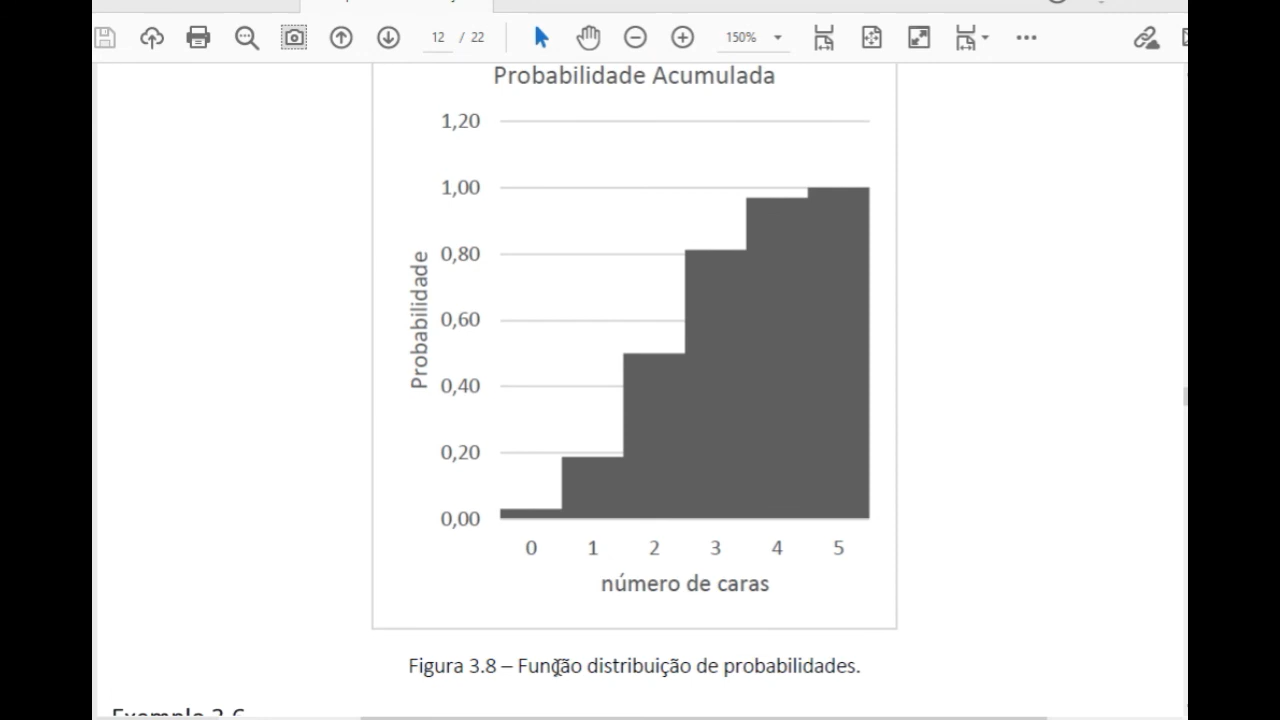 12 / 22
150%
Probabilidade Acumulada
1,20
1,00
0,80
0,60
0,40
0,20
0,00
Probabilidade
0 1 2 3 4 5
número de caras
Figura 3.8 – Função distribuição de probabilidades.